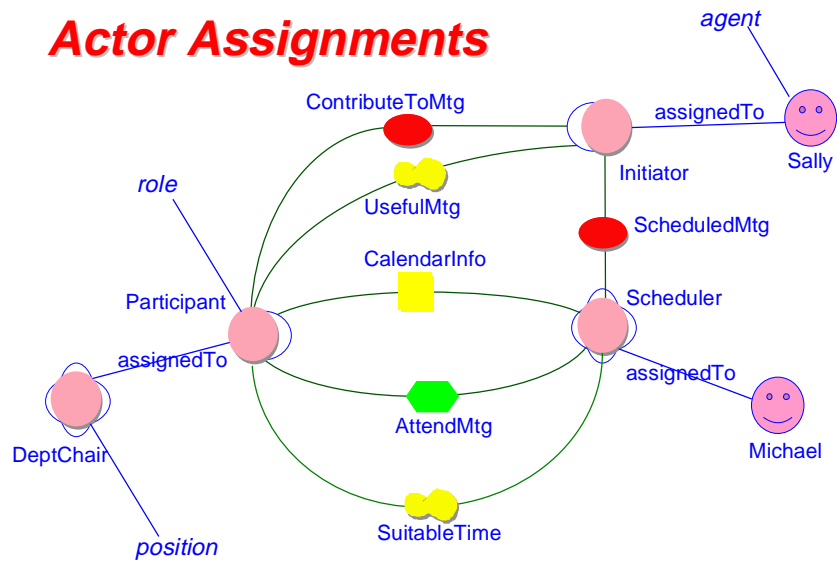 Actor Assignments
agent
ContributeToMtg
assignedTo
Sally
Initiator
role
UsefulMtg
ScheduledMtg
CalendarInfo
Participant
Scheduler
assignedTo
assignedTo
AttendMtg
DeptChair
Michael
SuitableTime
position